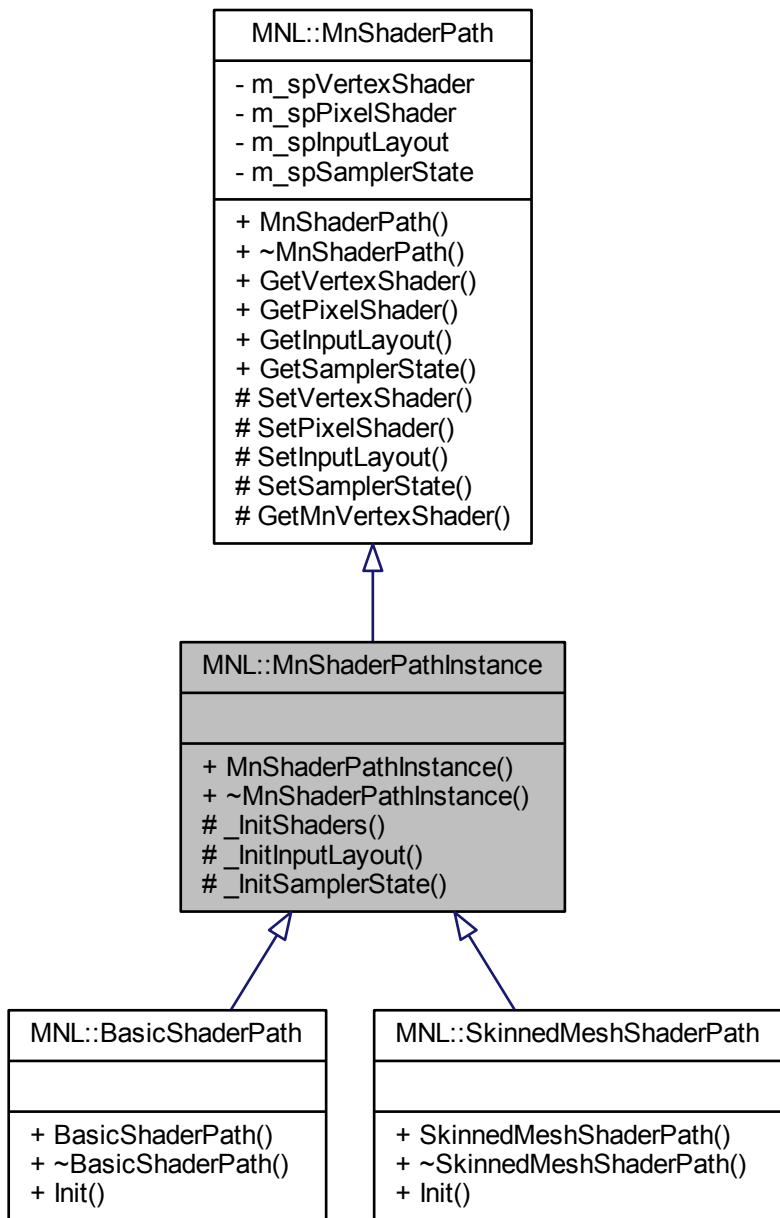 MNL::MnShaderPath
- m_spVertexShader
- m_spPixelShader
- m_spInputLayout
- m_spSamplerState
+ MnShaderPath()
+ ~MnShaderPath()
+ GetVertexShader()
+ GetPixelShader()
+ GetInputLayout()
+ GetSamplerState()
# SetVertexShader()
# SetPixelShader()
# SetInputLayout()
# SetSamplerState()
# GetMnVertexShader()
MNL::MnShaderPathInstance
+ MnShaderPathInstance()
+ ~MnShaderPathInstance()
# _InitShaders()
# _InitInputLayout()
# _InitSamplerState()
MNL::BasicShaderPath
+ BasicShaderPath()
+ ~BasicShaderPath()
+ Init()
MNL::SkinnedMeshShaderPath
+ SkinnedMeshShaderPath()
+ ~SkinnedMeshShaderPath()
+ Init()